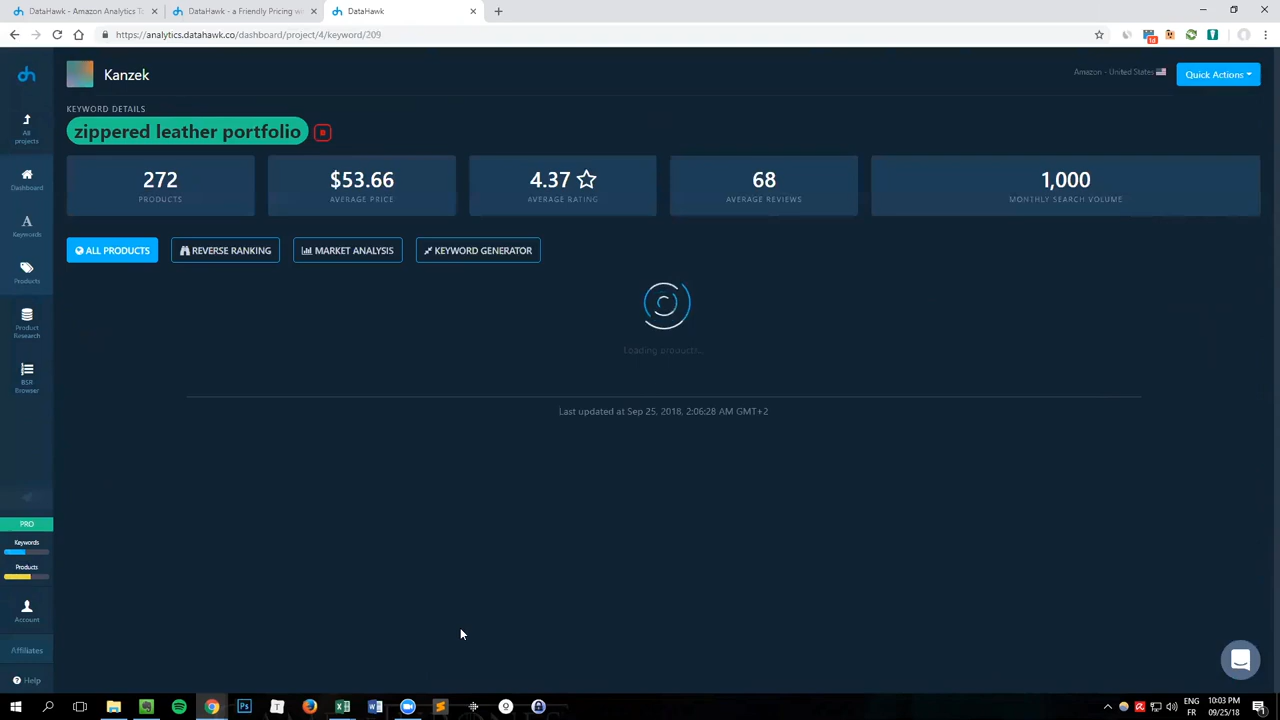 DataHawk - Amazon Analytics To
DataHawk - a Friendly Pricing wi
DataHawk
https://analytics.datahawk.co/dashboard/project/4/keyword/209
1d
dh
Kanzek
Amazon - United States
Quick Actions
KEYWORD DETAILS
zippered leather portfolio
272
PRODUCTS
$53.66
AVERAGE PRICE
4.37
AVERAGE RATING
68
AVERAGE REVIEWS
1,000
MONTHLY SEARCH VOLUME
ALL PRODUCTS
REVERSE RANKING
MARKET ANALYSIS
KEYWORD GENERATOR
Last updated at Sep 25, 2018, 2:06:28 AM GMT+2
All
projects
Dashboard
Keywords
Products
Product
Research
BSR
Browser
PRO
Keywords
Products
Account
Affiliates
Help
ENG
FR
10:03 PM
09/25/18